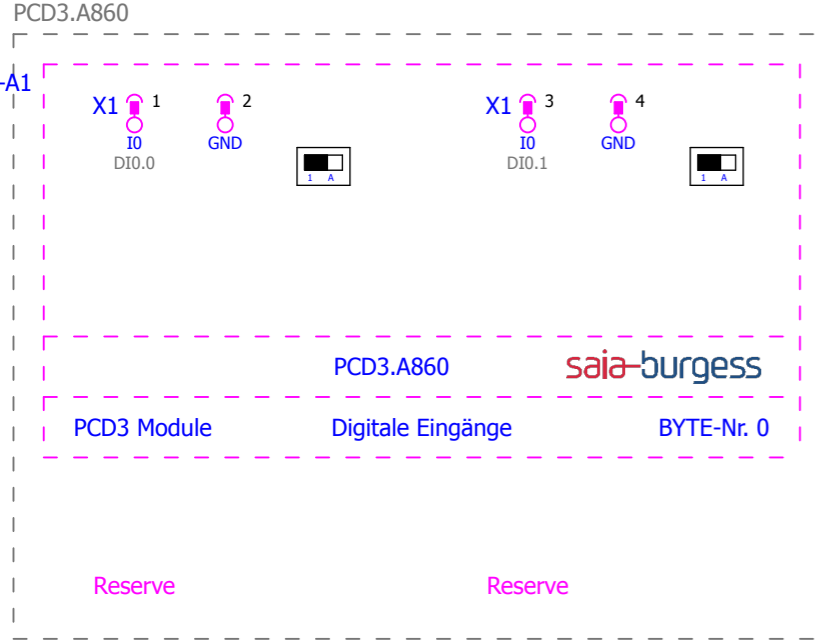 PCD3.A860
-A1
X1 1 2 X1 3 4
I0 GND I0 GND
DI0.0 DI0.1
1 A 1 A
PCD3.A860 saia-burgess
PCD3 Module Digitale Eingänge BYTE-Nr. 0
Reserve Reserve